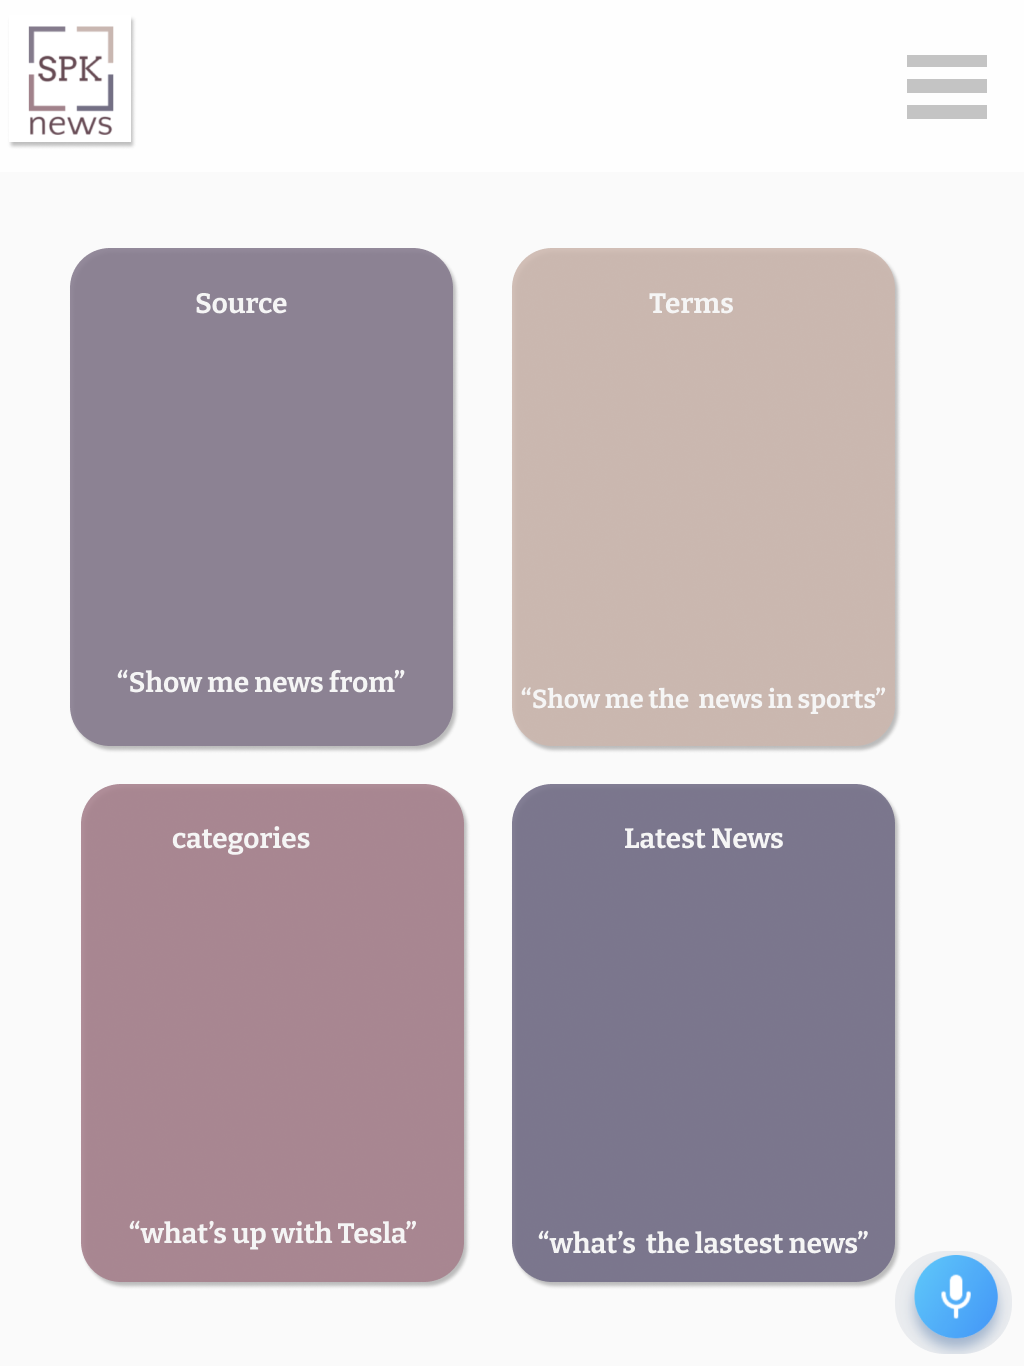 SPK
news
Source
Terms
“Show me news from”
“Show me the  news in sports”
categories
Latest News
“what’s up with Tesla”
“what’s  the lastest news”